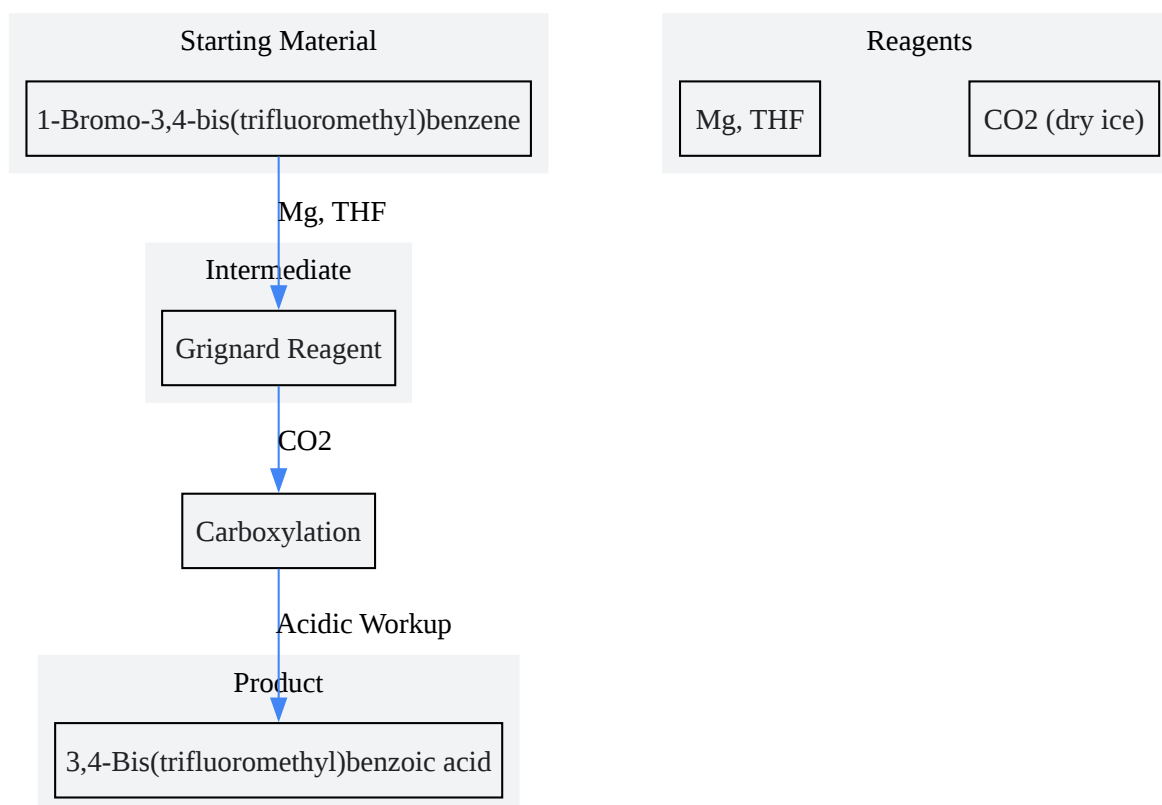 Starting Material
1-Bromo-3,4-bis(trifluoromethyl)benzene
Mg, THF
Intermediate
Grignard Reagent
CO2
Carboxylation
Acidic Workup
Product
3,4-Bis(trifluoromethyl)benzoic acid
Reagents
Mg, THF
CO2 (dry ice)